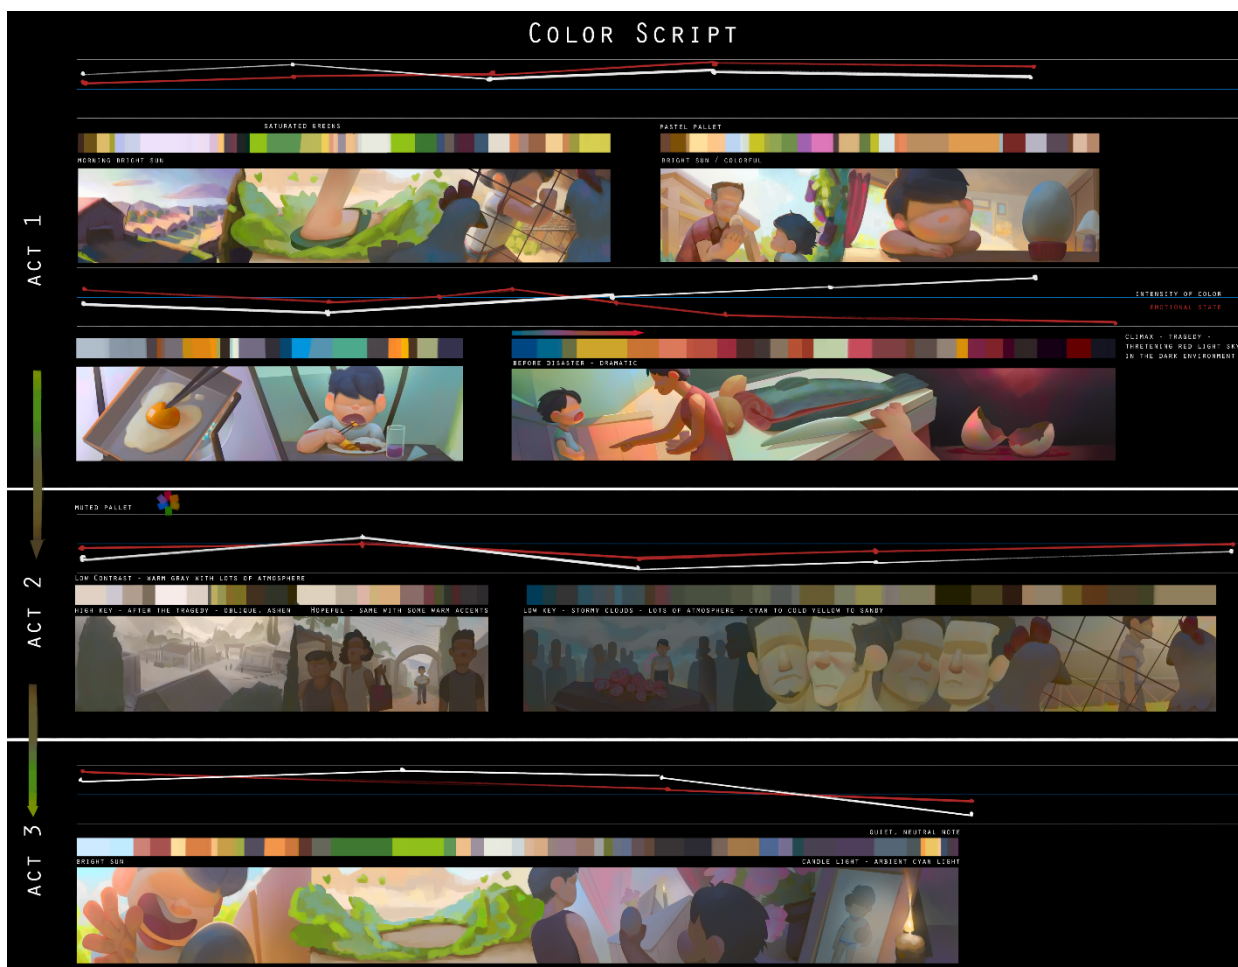 COLOR SCRIPT
ACT 1
SATURATED GREENS
MORNING BRIGHT SUN
PASTEL PALLET
BRIGHT SUN / COLORFUL
INTENSITY OF COLOR
EMOTIONAL STATE
BEFORE DISASTER - DRAMATIC
CLIMAX - TRAGEDY -
THRETENING RED LIGHT SKY
IN THE DARK ENVIRONMENT
ACT 2
MUTED PALLET
LOW CONTRAST - WARM GRAY WITH LOTS OF ATMOSPHERE
HIGH KEY - AFTER THE TRAGEDY - OBLIQUE, ASHEN
HOPEFUL - SAME WITH SOME WARM ACCENTS
LOW KEY - STORMY CLOUDS - LOTS OF ATMOSPHERE - CYAN TO COLD YELLOW TO SANDY
ACT 3
QUIET, NEUTRAL NOTE
BRIGHT SUN
CANDLE LIGHT - AMBIENT CYAN LIGHT